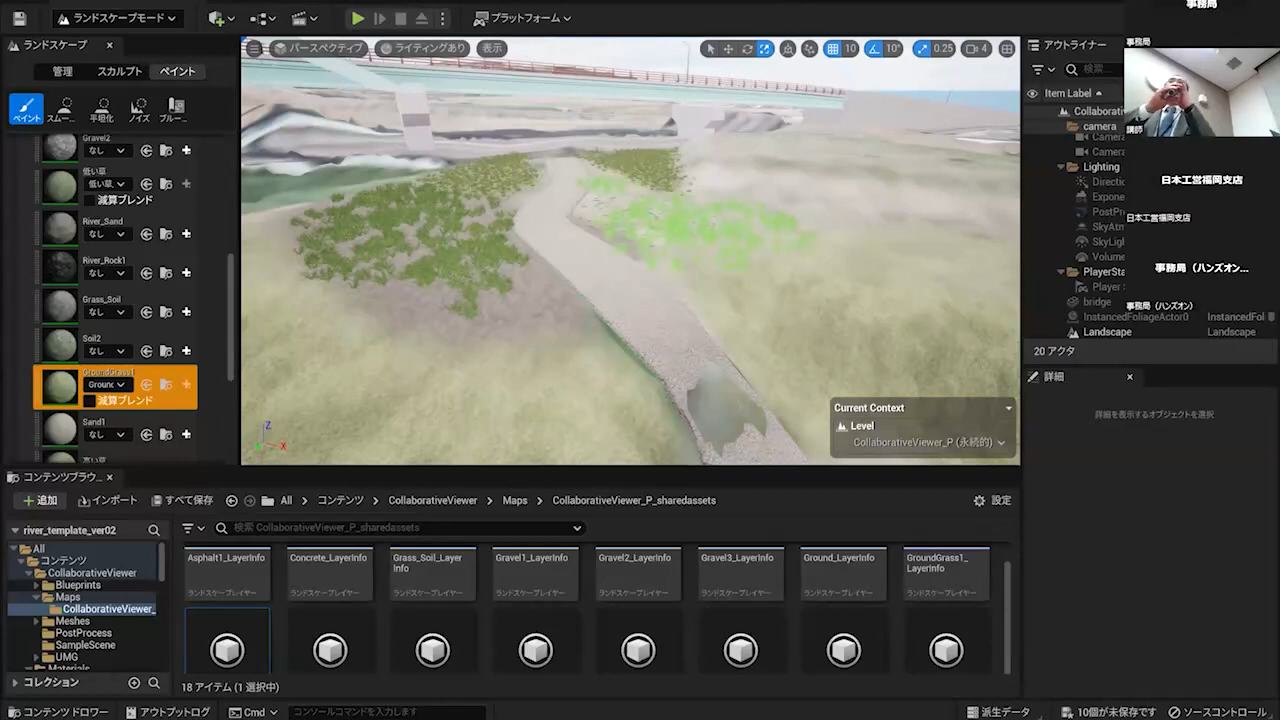 ランドスケープモード
プラットフォーム
事務局
ランドスケープ
管理
スカルプト
ペイント
ペイント
スムー...
平坦化
ノイズ
ブルー...
Gravel2
なし
低い草
低い草
減算ブレンド
River_Sand
なし
River_Rock1
なし
Grass_Soil
なし
Soil2
なし
GroundGrass1
Grounc
減算ブレンド
Sand1
なし
パースペクティブ
ライティングあり
表示
10
10°
0.25
4
Z
X
Current Context
Level
CollaborativeViewer_P (永続的)
アウトライナー
検索...
Item Label
Collaborati
camera
Camera
Camera
Lighting
Directi
Expone
PostPr
SkyAtn
SkyLigl
Volume
PlayerSta
Player
bridge
InstancedFoliageActor0
InstancedFoli
Landscape
Landscape
20 アクタ
詳細
詳細を表示するオブジェクトを選択
事務局
講師
日本工営福岡支店
日本工営福岡支店
事務局（ハンズオン...
事務局（ハンズオン）
コンテンツブラウ...
追加
インポート
すべて保存
All
コンテンツ
CollaborativeViewer
Maps
CollaborativeViewer_P_sharedassets
設定
river_template_ver02
検索 CollaborativeViewer_P_sharedassets
All
コンテンツ
CollaborativeViewer
Blueprints
Maps
CollaborativeViewer_
Meshes
PostProcess
SampleScene
UMG
Materials
コレクション
Asphalt1_LayerInfo
Concrete_LayerInfo
Grass_Soil_Layer
Info
Gravel1_LayerInfo
Gravel2_LayerInfo
Gravel3_LayerInfo
Ground_LayerInfo
GroundGrass1_
LayerInfo
ランドスケープレイヤー
ランドスケープレイヤー
ランドスケープレイヤー
ランドスケープレイヤー
ランドスケープレイヤー
ランドスケープレイヤー
ランドスケープレイヤー
ランドスケープレイヤー
18 アイテム (1 選択中)
コンテンツドロワー
アウトプットログ
Cmd
コンソールコマンドを入力します
派生データ
10個が未保存です
ソースコントロール